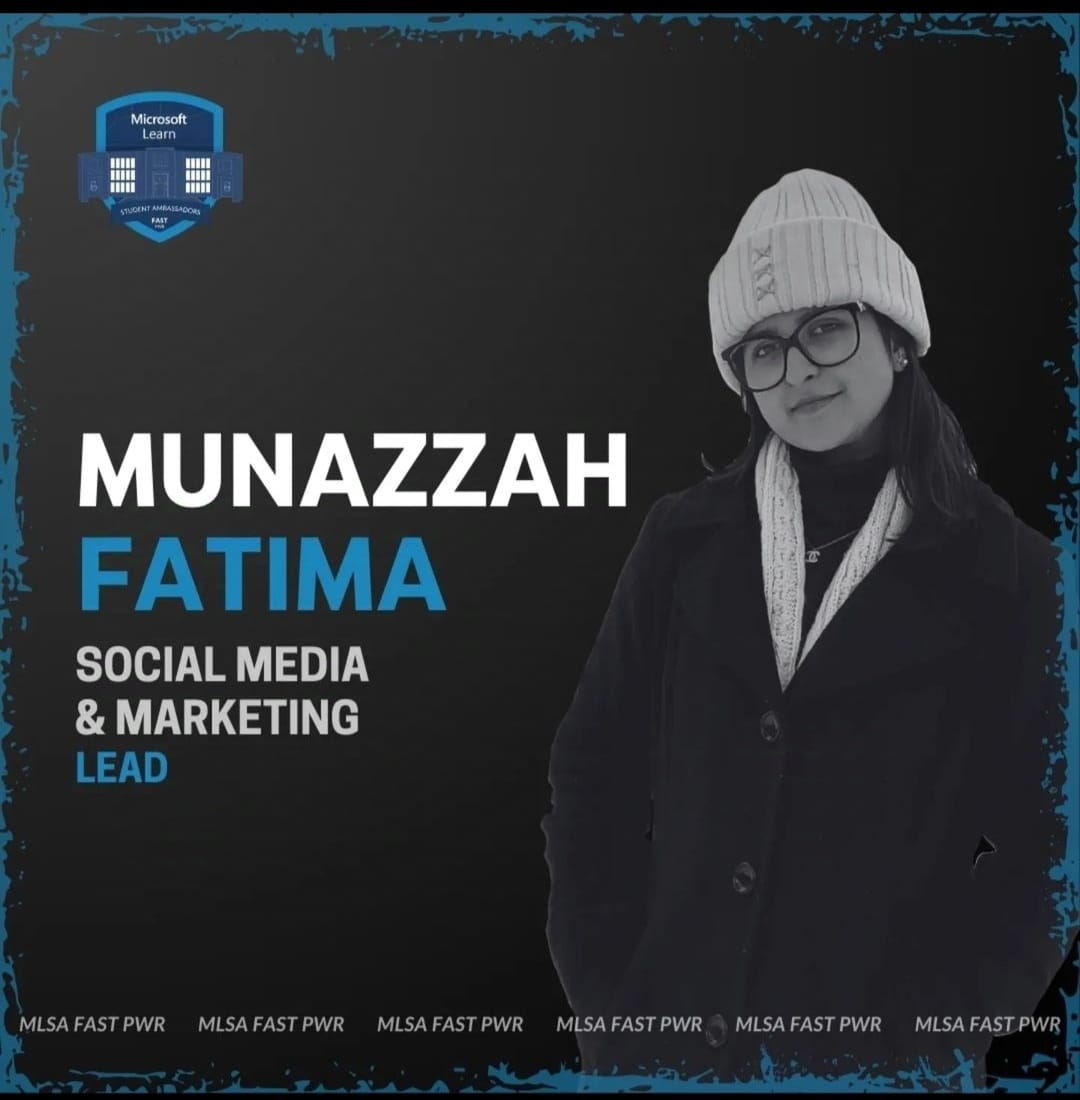 Microsoft
Learn
STUDENT AMBASSADORS
FAST
PWR
MUNAZZAH
FATIMA
SOCIAL MEDIA
& MARKETING
LEAD
MLSA FAST PWR MLSA FAST PWR MLSA FAST PWR MLSA FAST PWR MLSA FAST PWR MLSA FAST PWR